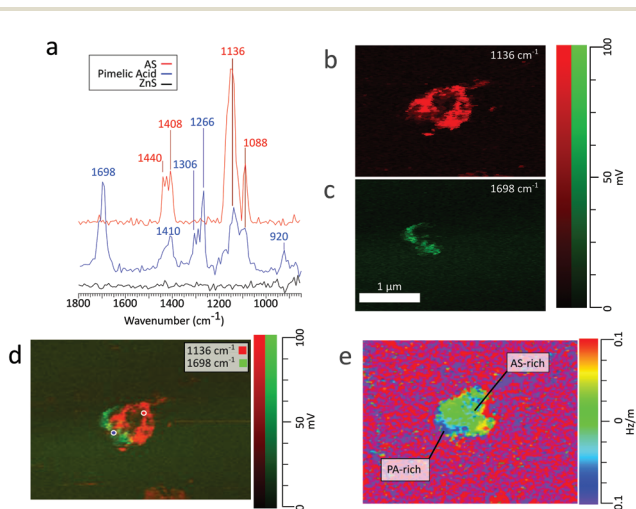 a
AS
Pimelic Acid
ZnS
1136
1408
1440
1266
1306
1088
1698
1410
920
1800
1400
1200
1000
Wavenumber (cm-1)
b
1136 cm-1
c
1698 cm-1
1 µm
100
50
0
mV
d
1136 cm-1
1698 cm-1
100
50
0
mV
e
AS-rich
PA-rich
0.1
0
0.1
Hz/m